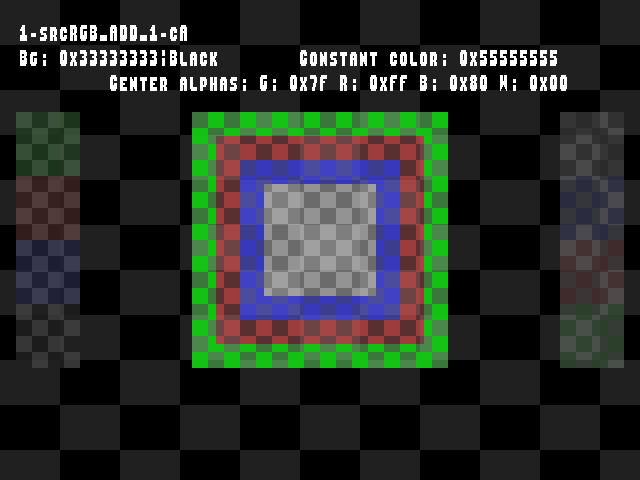 1-srcRGB_ADD_1-cA
Bg: 0x33333333|Black Constant color: 0x55555555
Center alphas: G: 0x7f R: 0xff B: 0x80 W: 0x00